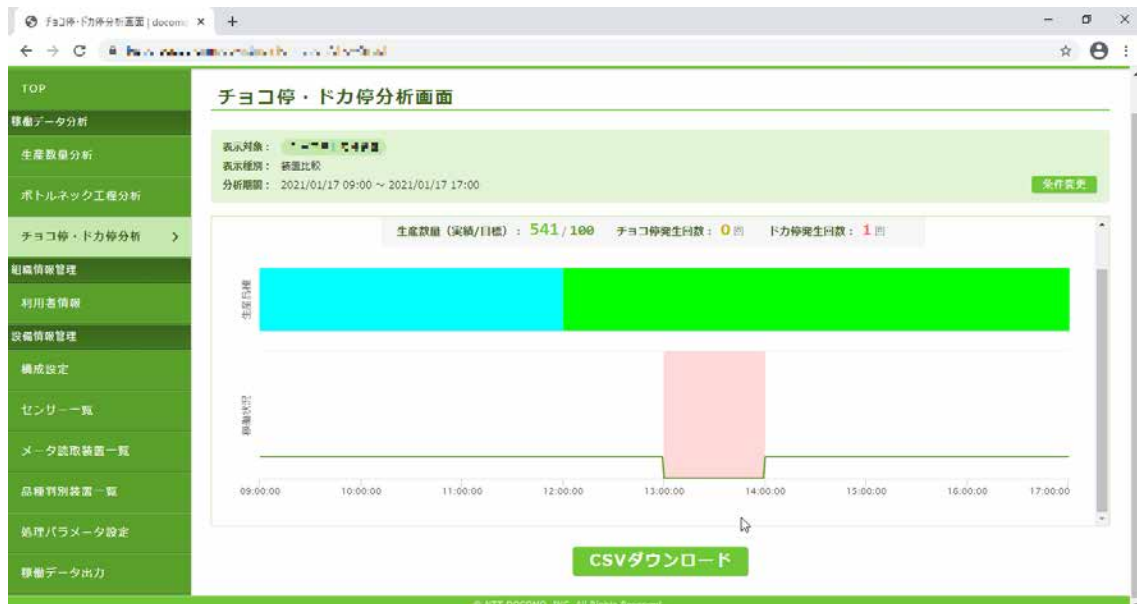 チョコ停・ドカ停分析画面 | docomo
TOP
稼働データ分析
生産数量分析
ボトルネック工程分析
チョコ停・ドカ停分析
組織情報管理
利用者情報
設備情報管理
構成設定
センサー一覧
メータ読取装置一覧
品種判別装置一覧
処理パラメータ設定
稼働データ出力
チョコ停・ドカ停分析画面
表示対象：
表示種別： 装置比較
分析期間： 2021/01/17 09:00 ～ 2021/01/17 17:00
条件変更
生産数量（実績/目標）： 541 / 100 チョコ停発生回数： 0 回 ドカ停発生回数： 1 回
生産品種
稼働状況
09:00:00 10:00:00 11:00:00 12:00:00 13:00:00 14:00:00 15:00:00 16:00:00 17:00:00
CSVダウンロード
© NTT DOCOMO, INC. All Rights Reserved.